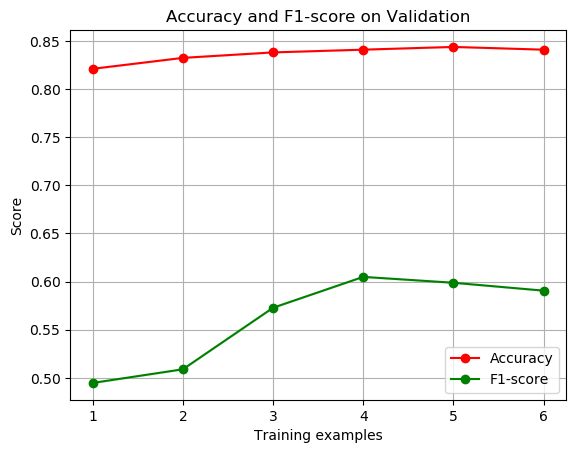 Accuracy and F1-score on Validation
0.85
0.80
0.75
0.70
0.65
0.60
0.55
0.50
Score
Accuracy
F1-score
1 2 3 4 5 6
Training examples